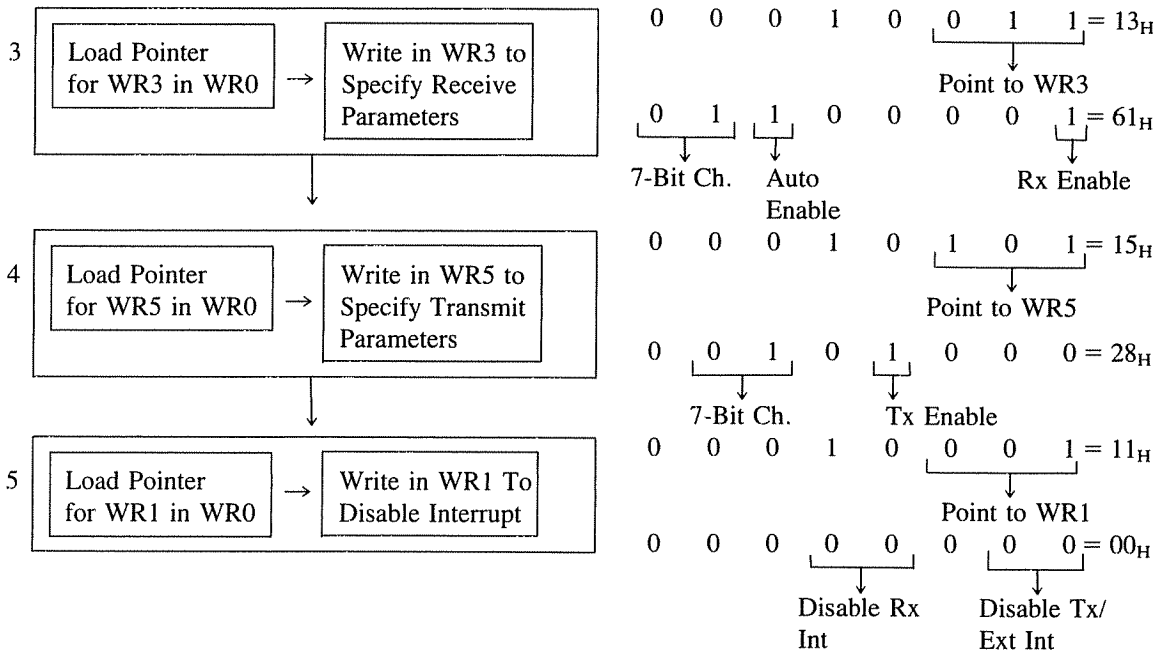 3
Load Pointer
for WR3 in WR0
→
Write in WR3 to
Specify Receive
Parameters
0 0 0 1 0 0 1 1 = 13H
Point to WR3
0 1 1 0 0 0 0 1 = 61H
7-Bit Ch.
Auto
Enable
Rx Enable
4
Load Pointer
for WR5 in WR0
→
Write in WR5 to
Specify Transmit
Parameters
0 0 0 1 0 1 0 1 = 15H
Point to WR5
0 0 1 0 1 0 0 0 = 28H
7-Bit Ch.
Tx Enable
5
Load Pointer
for WR1 in WR0
→
Write in WR1 To
Disable Interrupt
0 0 0 1 0 0 0 1 = 11H
Point to WR1
0 0 0 0 0 0 0 0 = 00H
Disable Rx
Int
Disable Tx/
Ext Int